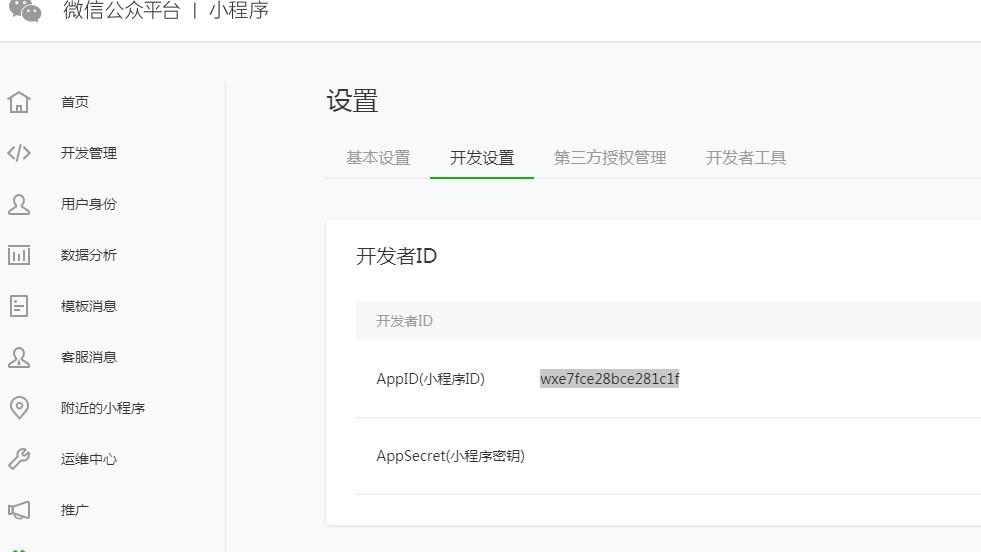 微信公众平台 | 小程序
首页
开发管理
用户身份
数据分析
模板消息
客服消息
附近的小程序
运维中心
推广
设置
基本设置 开发设置 第三方授权管理 开发者工具
开发者ID
开发者ID
AppID(小程序ID) wxe7fce28bce281c1f
AppSecret(小程序密钥)